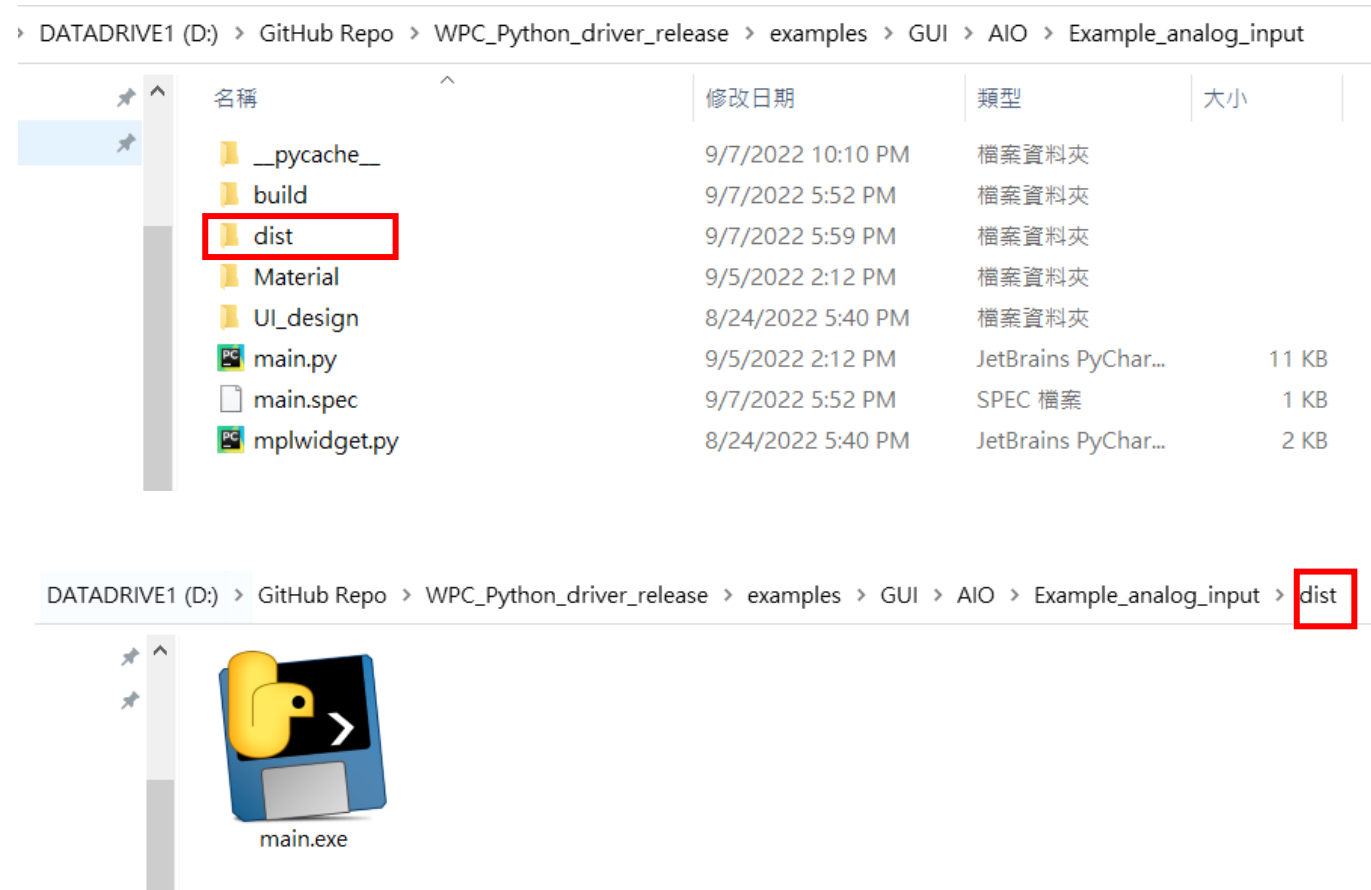 DATADRIVE1 (D:) > GitHub Repo > WPC_Python_driver_release > examples > GUI > AIO > Example_analog_input
名稱 修改日期 類型 大小
__pycache__ 9/7/2022 10:10 PM 檔案資料夾
build 9/7/2022 5:52 PM 檔案資料夾
dist 9/7/2022 5:59 PM 檔案資料夾
Material 9/5/2022 2:12 PM 檔案資料夾
UI_design 8/24/2022 5:40 PM 檔案資料夾
PC main.py 9/5/2022 2:12 PM JetBrains PyChar... 11 KB
main.spec 9/7/2022 5:52 PM SPEC 檔案 1 KB
PC mplwidget.py 8/24/2022 5:40 PM JetBrains PyChar... 2 KB
DATADRIVE1 (D:) > GitHub Repo > WPC_Python_driver_release > examples > GUI > AIO > Example_analog_input > dist
main.exe